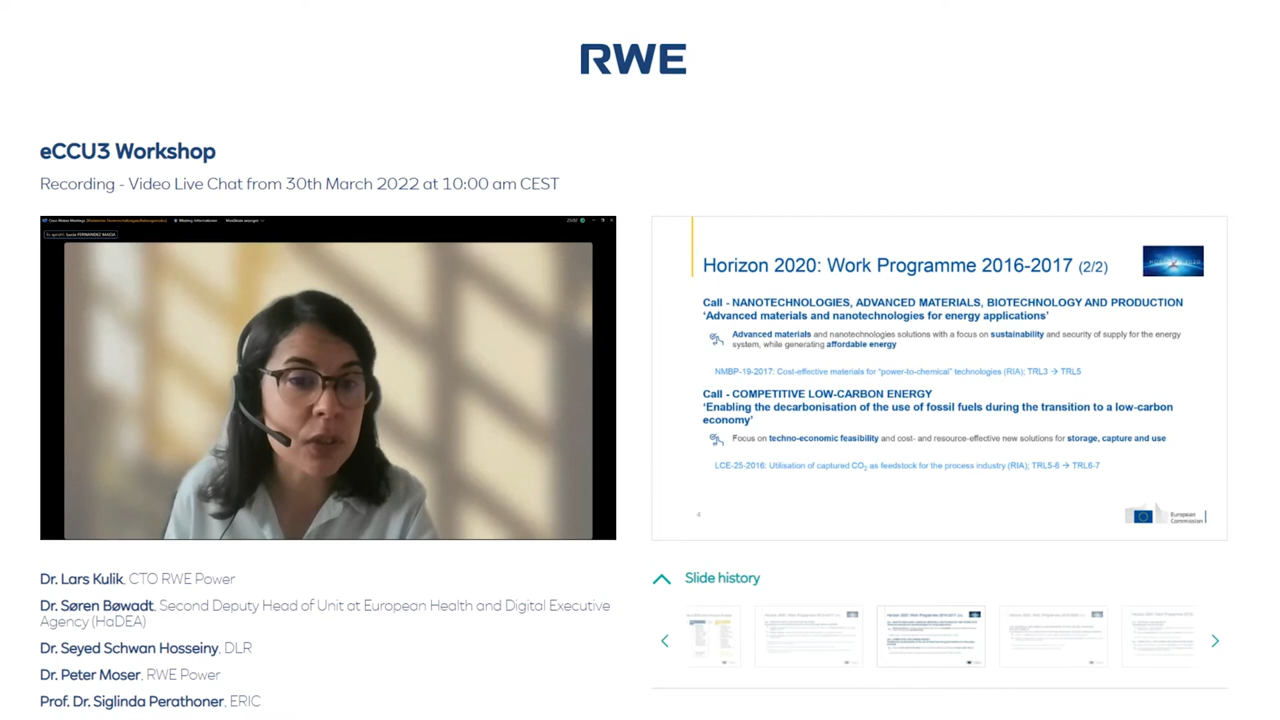 RWE
eCCU3 Workshop
Recording - Video Live Chat from 30th March 2022 at 10:00 am CEST
Es spricht: Lucia FERNANDEZ MACIA
Horizon 2020: Work Programme 2016-2017 (2/2)
Call - NANOTECHNOLOGIES, ADVANCED MATERIALS, BIOTECHNOLOGY AND PRODUCTION
'Advanced materials and nanotechnologies for energy applications'
Advanced materials and nanotechnologies solutions with a focus on sustainability and security of supply for the energy
system, while generating affordable energy
NMBP-19-2017: Cost-effective materials for "power-to-chemical" technologies (RIA); TRL3 → TRL5
Call - COMPETITIVE LOW-CARBON ENERGY
'Enabling the decarbonisation of the use of fossil fuels during the transition to a low-carbon
economy'
Focus on techno-economic feasibility and cost- and resource-effective new solutions for storage, capture and use
LCE-25-2016: Utilisation of captured CO₂ as feedstock for the process industry (RIA); TRL5-6 → TRL6-7
4
European
Commission
Dr. Lars Kulik, CTO RWE Power
Dr. Søren Bøwadt, Second Deputy Head of Unit at European Health and Digital Executive
Agency (HaDEA)
Dr. Seyed Schwan Hosseiny, DLR
Dr. Peter Moser, RWE Power
Prof. Dr. Siglinda Perathoner, ERIC
Slide history